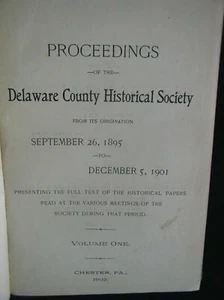 PROCEEDINGS
—OF THE—
Delaware County Historical Society
FROM ITS ORGINATION
SEPTEMBER 26, 1895
—TO—
DECEMBER 5, 1901
PRESENTING THE FULL TEXT OF THE HISTORICAL PAPERS
READ AT THE VARIOUS MEETINGS OF THE
SOCIETY DURING THAT PERIOD.
VOLUME ONE.
CHESTER, PA.,
1902.